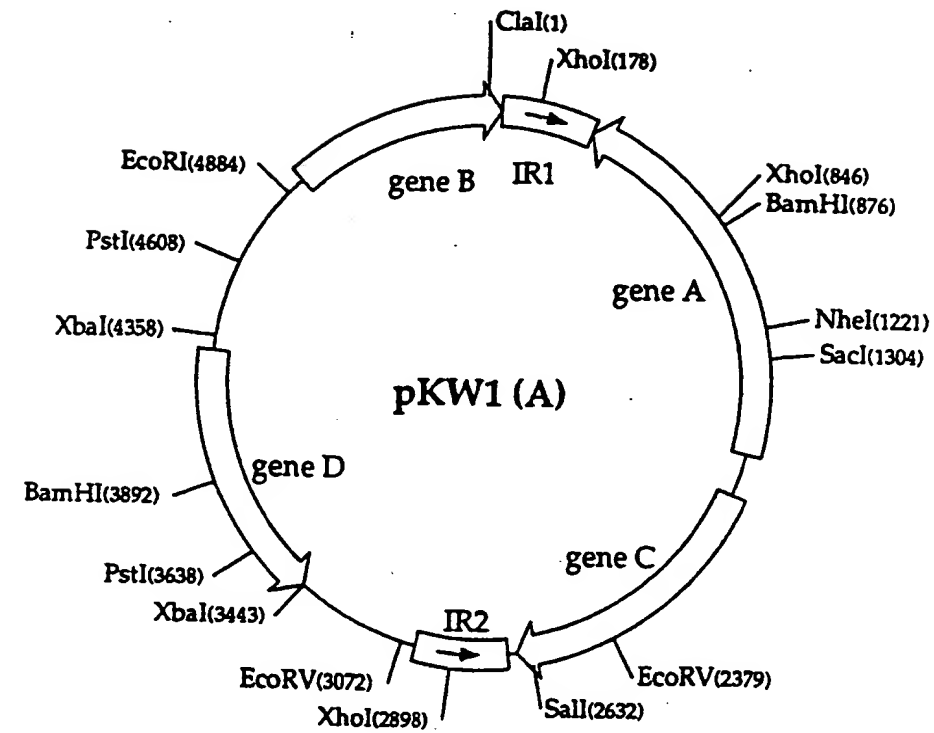 ClaI(1)
XhoI(178)
EcoRI(4884)
gene B
IR1
XhoI(846)
BamHI(876)
PstI(4608)
gene A
XbaI(4358)
NheI(1221)
SacI(1304)
pKW1 (A)
gene D
BamHI(3892)
gene C
PstI(3638)
XbaI(3443)
IR2
EcoRV(3072)
EcoRV(2379)
XhoI(2898)
SalI(2632)